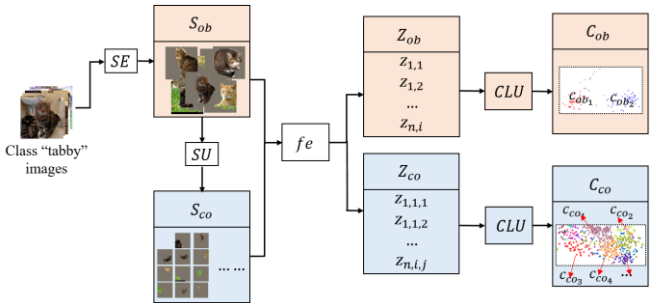 Class “tabby”
images
SE
S_ob
SU
S_co
... ...
fe
Z_ob
z_1,1
z_1,2
...
z_n,i
CLU
C_ob
c_ob_1
c_ob_2
Z_co
z_1,1,1
z_1,1,2
...
z_n,i,j
CLU
C_co
c_co_1
c_co_2
c_co_3
c_co_4
...